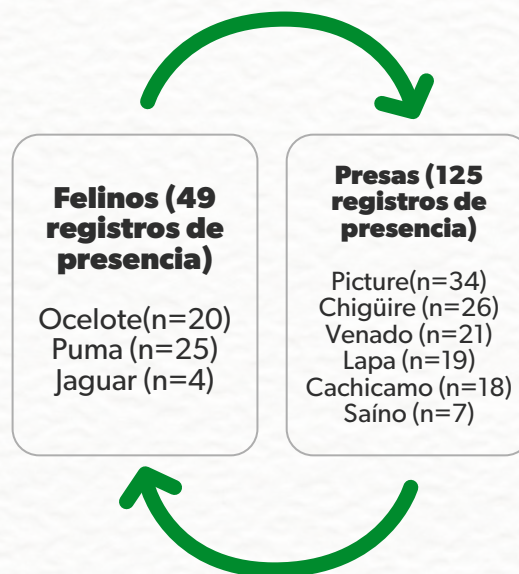 Felinos (49
registros de
presencia)
Ocelote(n=20)
Puma (n=25)
Jaguar (n=4)
Presas (125
registros de
presencia)
Picture(n=34)
Chigüire (n=26)
Venado (n=21)
Lapa (n=19)
Cachicamo (n=18)
Saíno (n=7)